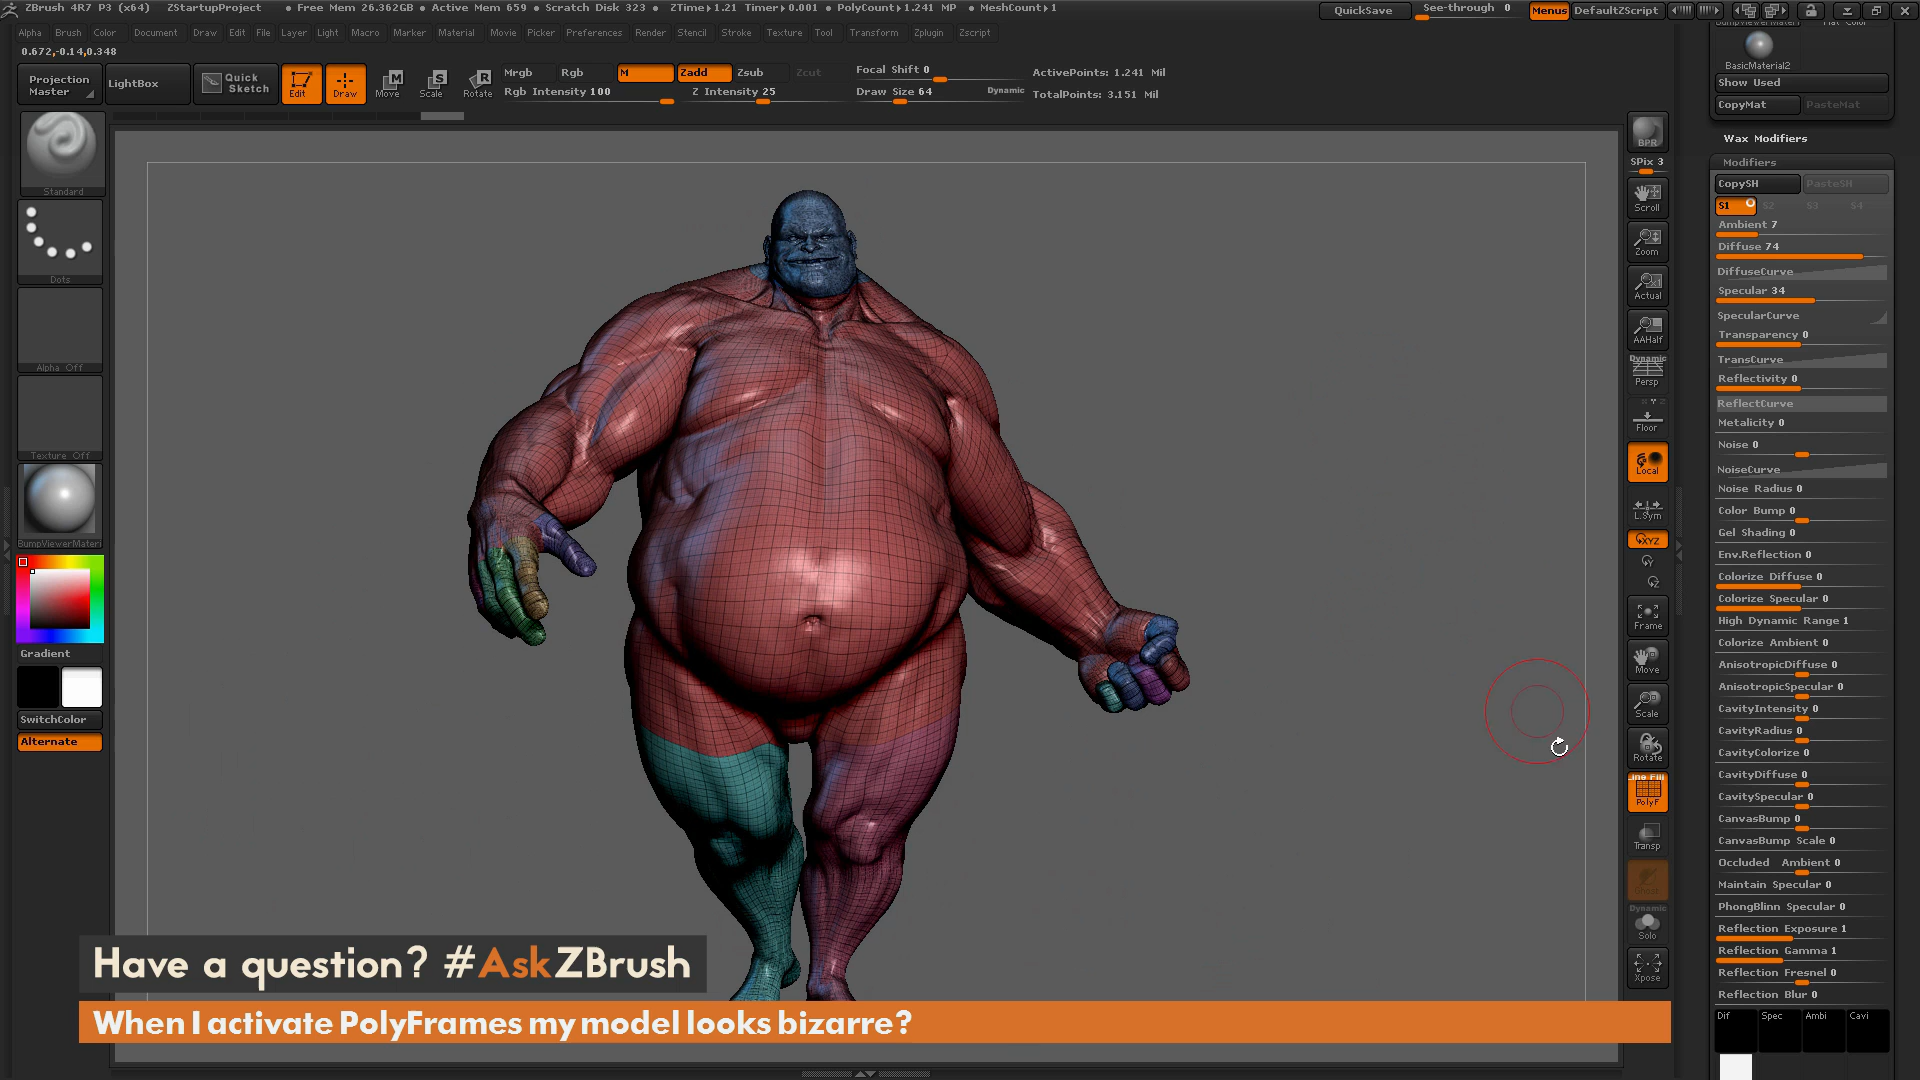 ZBrush 4R7 P3 (x64) ZStartupProject • Free Mem 26.362GB • Active Mem 659 • Scratch Disk 323 • ZTime▸1.21 Timer▸0.001 • PolyCount▸1.241 MP • MeshCount▸1 QuickSave See-through 0 Menus DefaultZScript
Alpha Brush Color Document Draw Edit File Layer Light Macro Marker Material Movie Picker Preferences Render Stencil Stroke Texture Tool Transform Zplugin Zscript
0.672,-0.14,0.348
Projection Master
LightBox
Quick Sketch
Edit
Draw
Move
Scale
Rotate
Mrgb Rgb M Zadd Zsub Zcut
Rgb Intensity 100 Z Intensity 25
Focal Shift 0
Draw Size 64 Dynamic
ActivePoints: 1.241 Mil
TotalPoints: 3.151 Mil
Standard
Dots
Alpha Off
Texture Off
BumpViewerMateri
Gradient
SwitchColor
Alternate
BPR
SPix 3
Scroll
Zoom
Actual
AAHalf
Dynamic
Persp
Floor
Local
L.Sym
XYZ
Frame
Move
Scale
Rotate
Line Fill
PolyF
Transp
Ghost
Dynamic
Solo
Xpose
BasicMaterial2
Show Used
CopyMat PasteMat
Wax Modifiers
Modifiers
CopySH PasteSH
S1 S2 S3 S4
Ambient 7
Diffuse 74
DiffuseCurve
Specular 34
SpecularCurve
Transparency 0
TransCurve
Reflectivity 0
ReflectCurve
Metalicity 0
Noise 0
NoiseCurve
Noise Radius 0
Color Bump 0
Gel Shading 0
Env.Reflection 0
Colorize Diffuse 0
Colorize Specular 0
High Dynamic Range 1
Colorize Ambient 0
AnisotropicDiffuse 0
AnisotropicSpecular 0
CavityIntensity 0
CavityRadius 0
CavityColorize 0
CavityDiffuse 0
CavitySpecular 0
CanvasBump 0
CanvasBump Scale 0
Occluded Ambient 0
Maintain Specular 0
PhongBlinn Specular 0
Reflection Exposure 1
Reflection Gamma 1
Reflection Fresnel 0
Reflection Blur 0
Dif Spec Ambi Cavi
Have a question? #AskZBrush
When I activate PolyFrames my model looks bizarre?